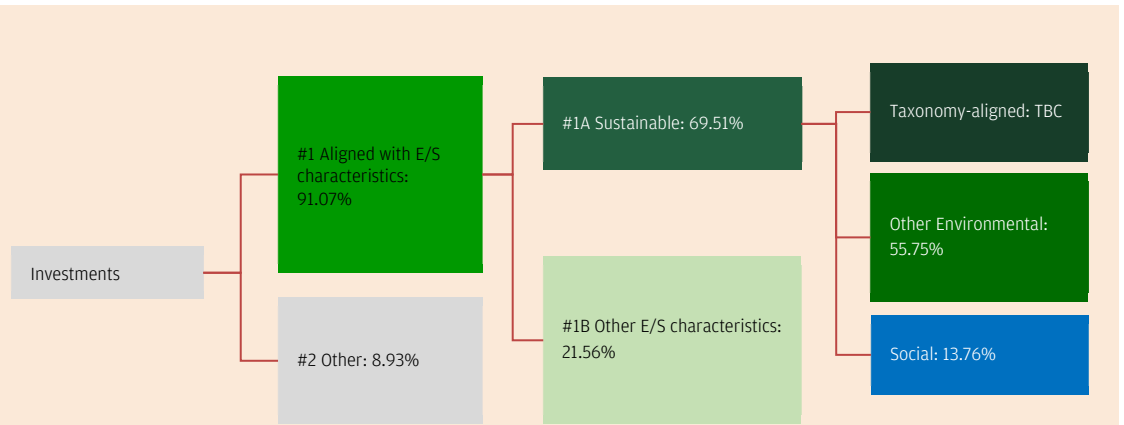 Investments
#1 Aligned with E/S
characteristics:
91.07%
#2 Other: 8.93%
#1A Sustainable: 69.51%
#1B Other E/S characteristics:
21.56%
Taxonomy-aligned: TBC
Other Environmental:
55.75%
Social: 13.76%